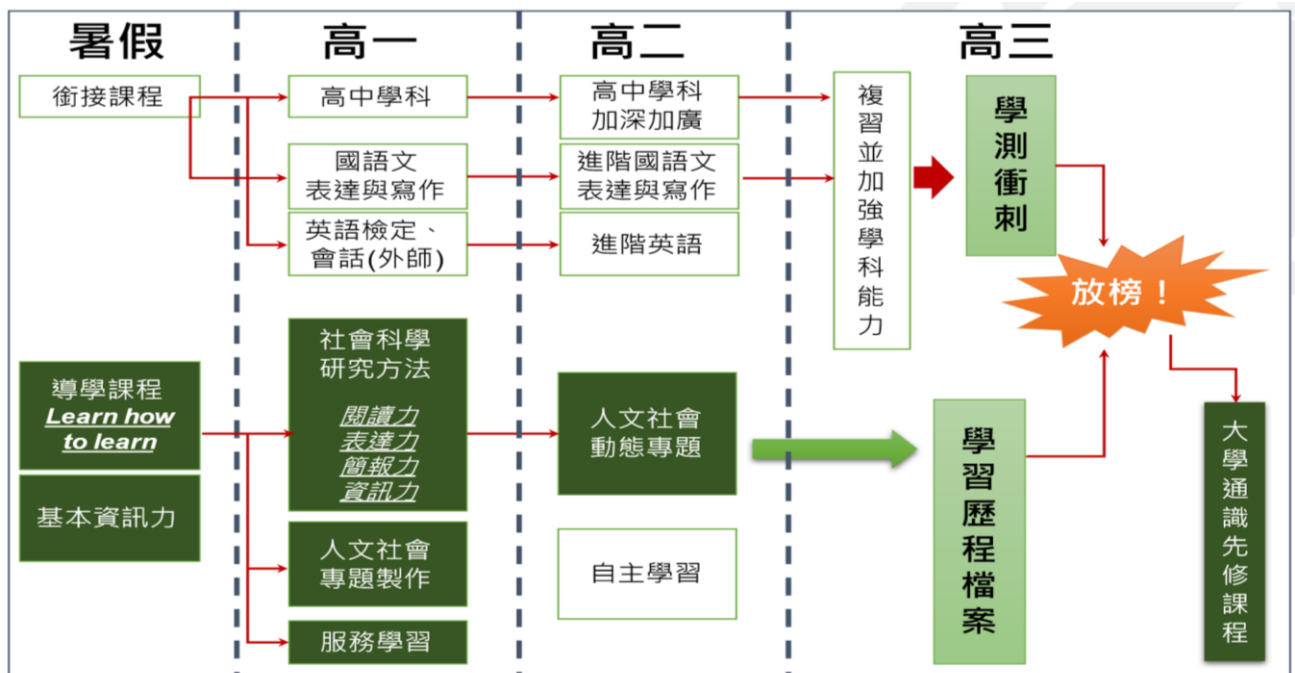 暑假
高一
高二
高三
銜接課程
高中學科
高中學科
加深加廣
國語文
表達與寫作
進階國語文
表達與寫作
英語檢定、
會話(外師)
進階英語
複習並加強學科能力
學測衝刺
放榜！
導學課程
Learn how
to learn
基本資訊力
社會科學
研究方法
閱讀力
表達力
簡報力
資訊力
人文社會
專題製作
服務學習
人文社會
動態專題
自主學習
學習歷程檔案
大學通識先修課程